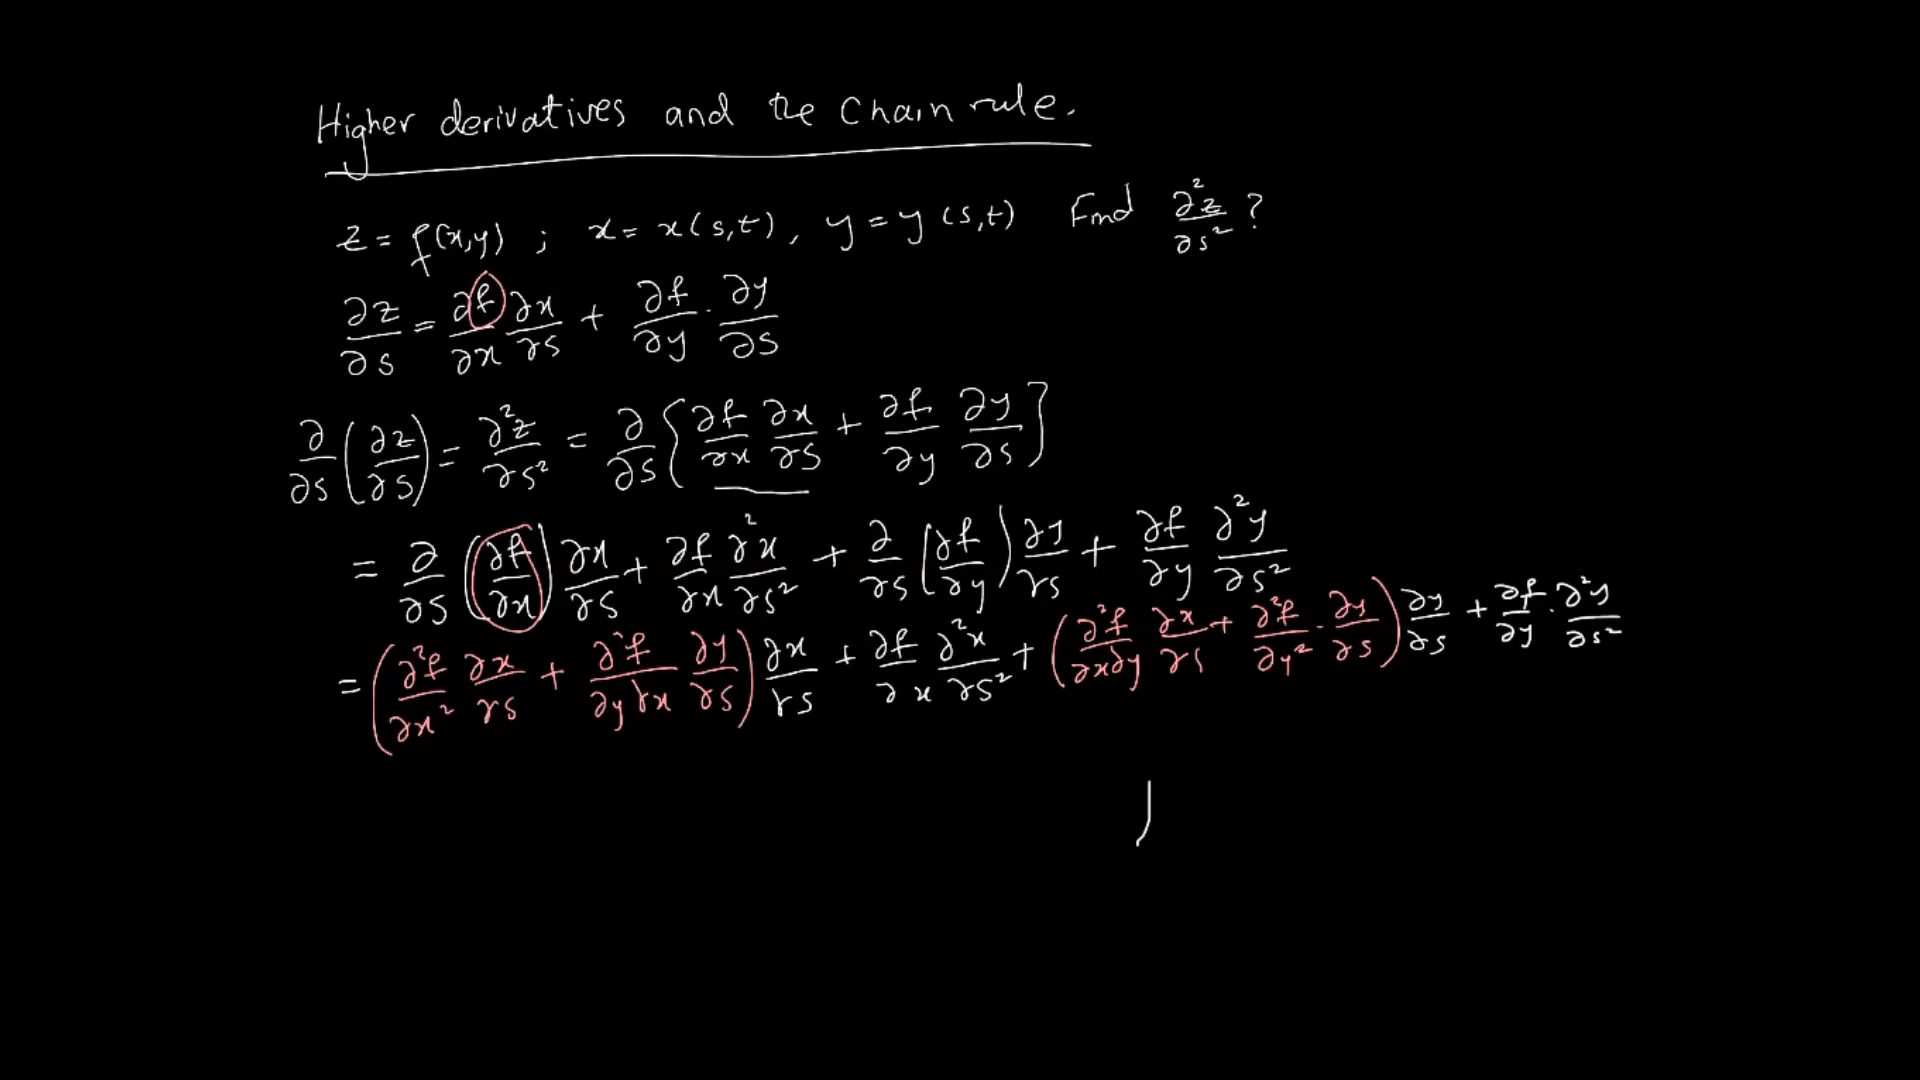 Higher derivatives and the Chain rule.
z = f(x,y) ; x = x(s,t), y = y(s,t) Find ∂²z/∂s² ?
∂z/∂s = ∂f/∂x ∂x/∂s + ∂f/∂y · ∂y/∂s
∂/∂s (∂z/∂s) = ∂²z/∂s² = ∂/∂s {∂f/∂x ∂x/∂s + ∂f/∂y ∂y/∂s}
= ∂/∂s (∂f/∂x) ∂x/∂s + ∂f/∂x ∂²x/∂s² + ∂/∂s (∂f/∂y) ∂y/∂s + ∂f/∂y ∂²y/∂s²
= (∂²f/∂x² ∂x/∂s + ∂²f/∂y∂x ∂y/∂s) ∂x/∂s + ∂f/∂x ∂²x/∂s² + (∂²f/∂x∂y ∂x/∂s + ∂²f/∂y² · ∂y/∂s) ∂y/∂s + ∂f/∂y · ∂²y/∂s²